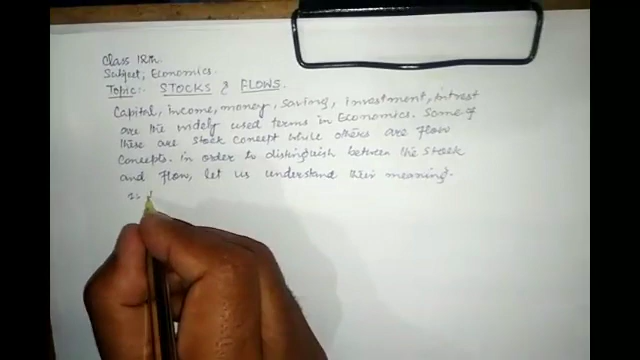 Class 12th.
Subject; Economics.
Topic:- STOCKS & FLOWS.
Capital, income, money, saving, investment, intrest
are the widely used terms in Economics. Some of
these are stock concept while others are flow
concepts. in order to distinguish between the stock
and flow, let us understand their meaning.